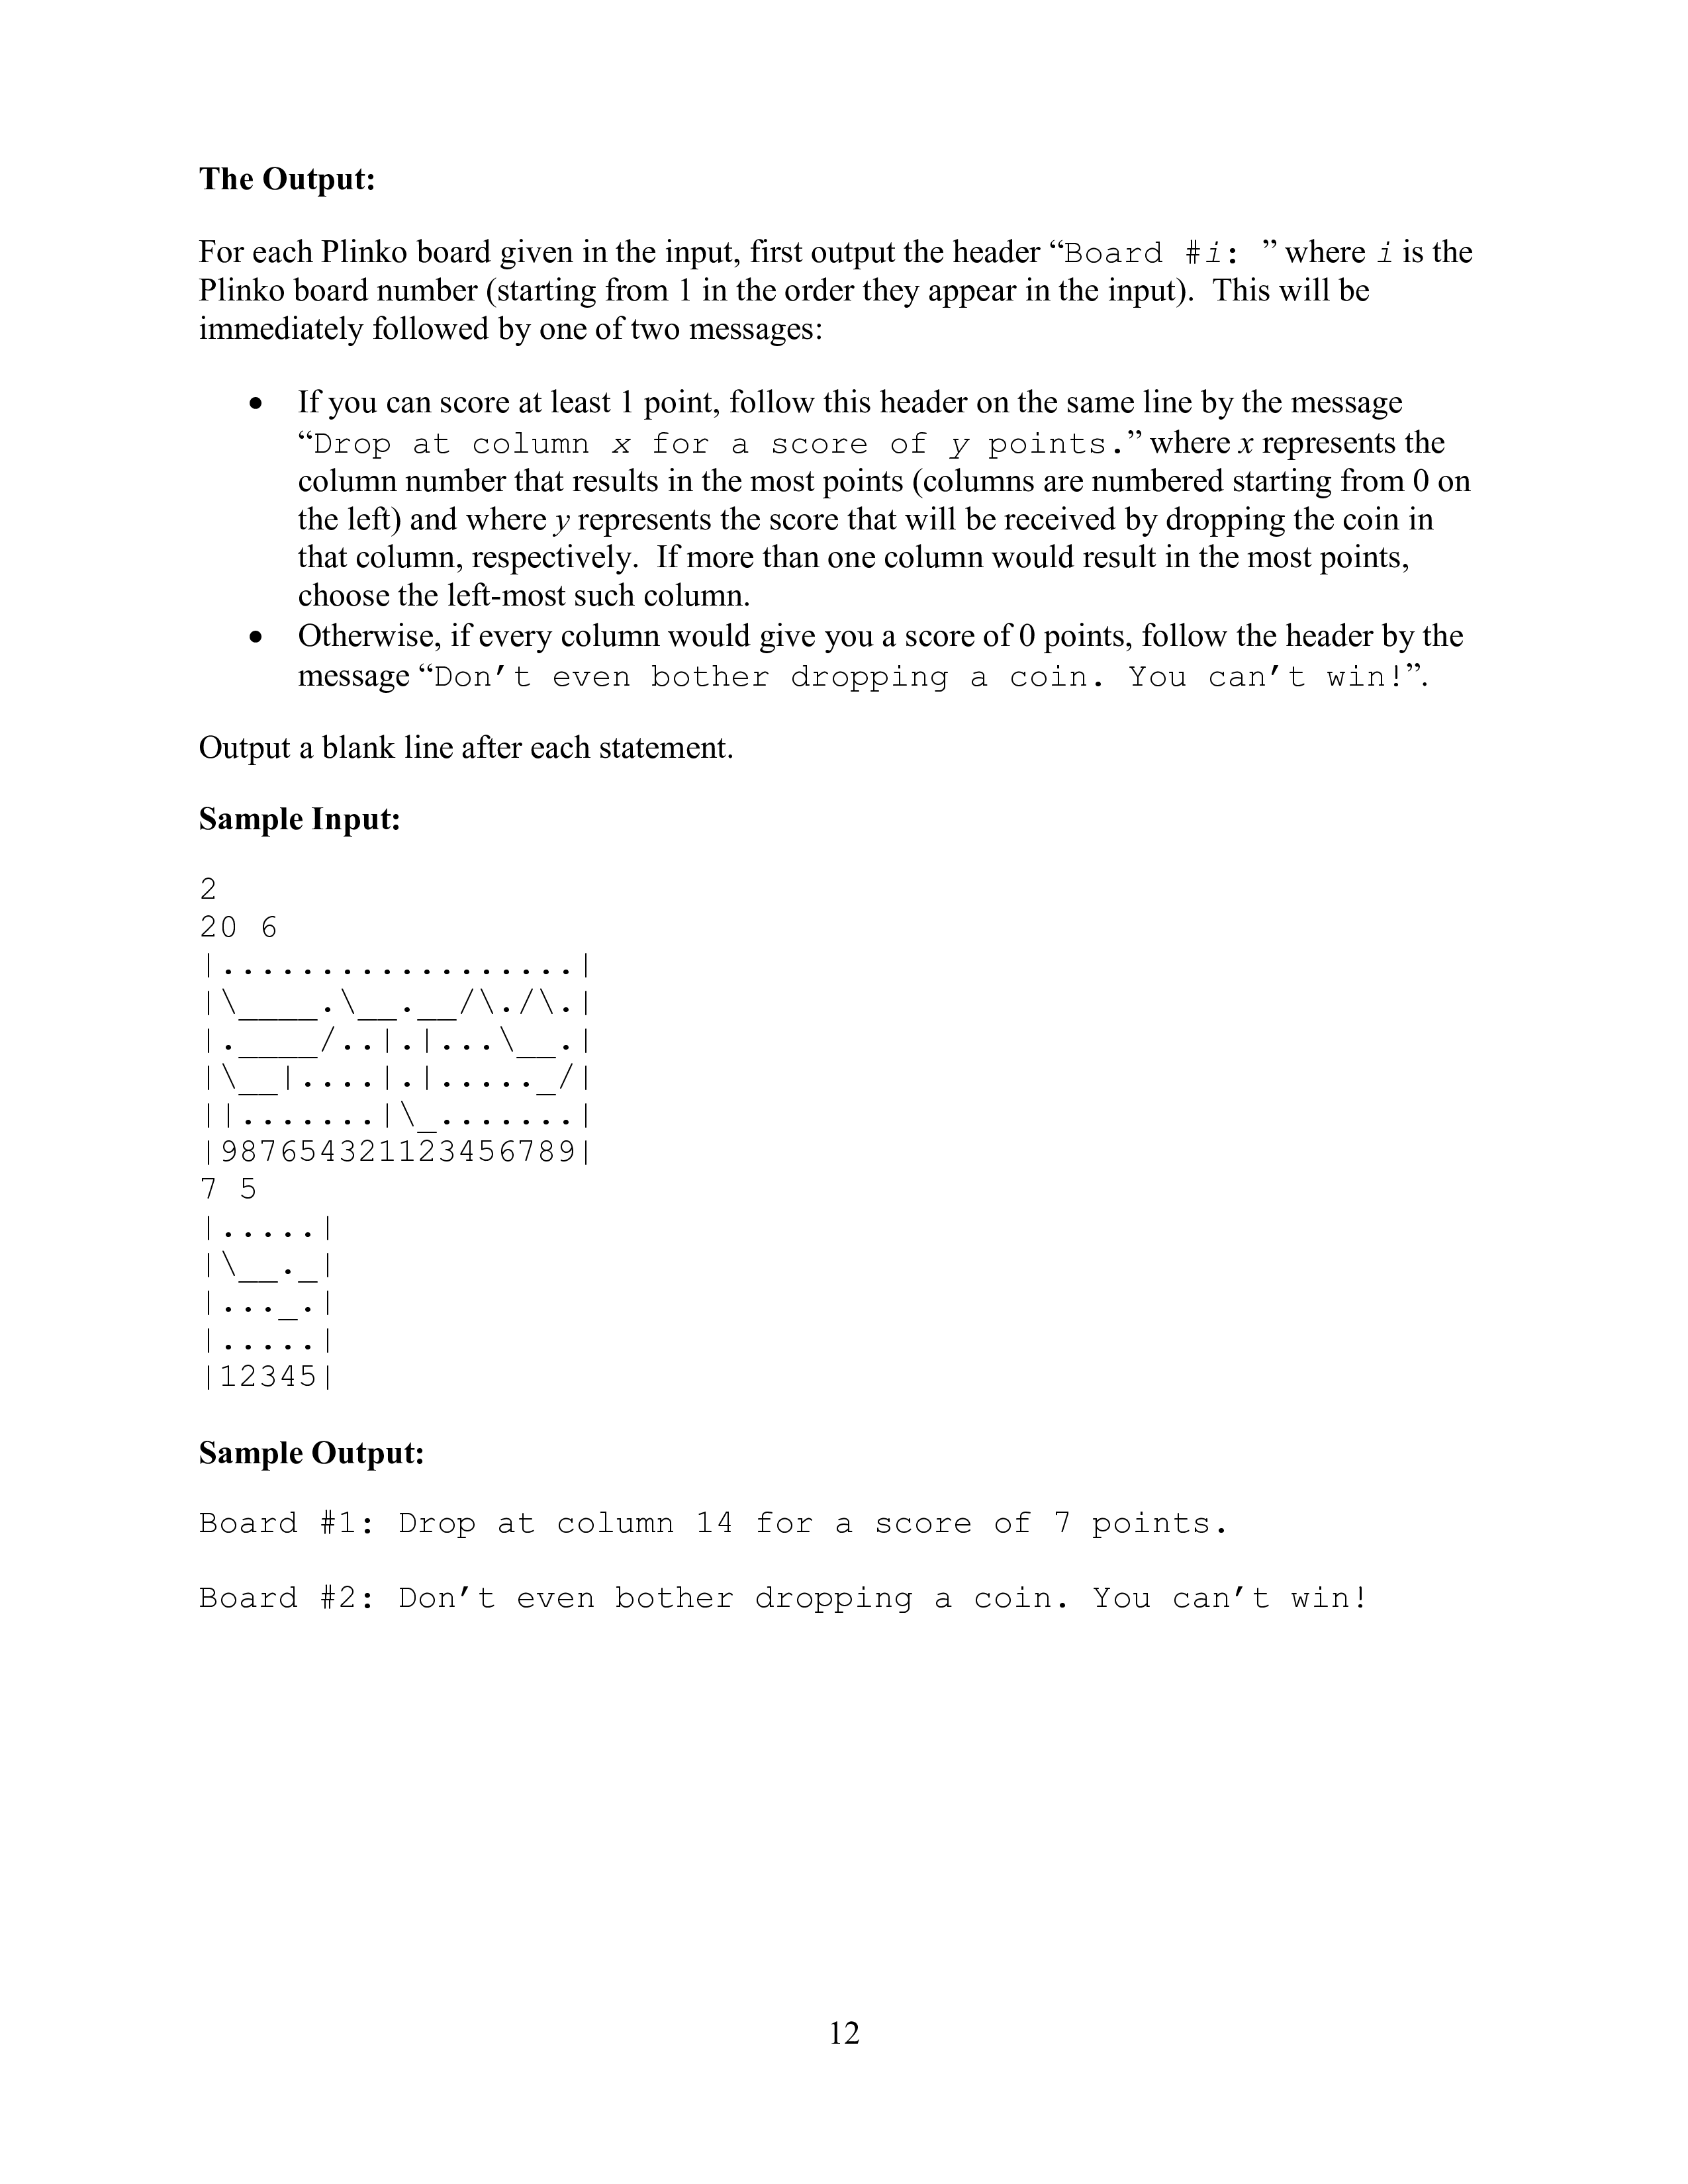 The Output:
For each Plinko board given in the input, first output the header “Board #i: ” where i is the
Plinko board number (starting from 1 in the order they appear in the input).  This will be
immediately followed by one of two messages:
• If you can score at least 1 point, follow this header on the same line by the message
“Drop at column x for a score of y points.” where x represents the
column number that results in the most points (columns are numbered starting from 0 on
the left) and where y represents the score that will be received by dropping the coin in
that column, respectively.  If more than one column would result in the most points,
choose the left-most such column.
• Otherwise, if every column would give you a score of 0 points, follow the header by the
message “Don’t even bother dropping a coin. You can’t win!”.
Output a blank line after each statement.
Sample Input:
2
20 6
|..................|
|\____.\__.__/\./\.|
|.____/..|.|...\__.|
|\__|....|.|....._/|
||.......|\_.......|
|987654321123456789|
7 5
|.....|
|\__._|
|..._.|
|.....|
|12345|
Sample Output:
Board #1: Drop at column 14 for a score of 7 points.
Board #2: Don’t even bother dropping a coin. You can’t win!
12